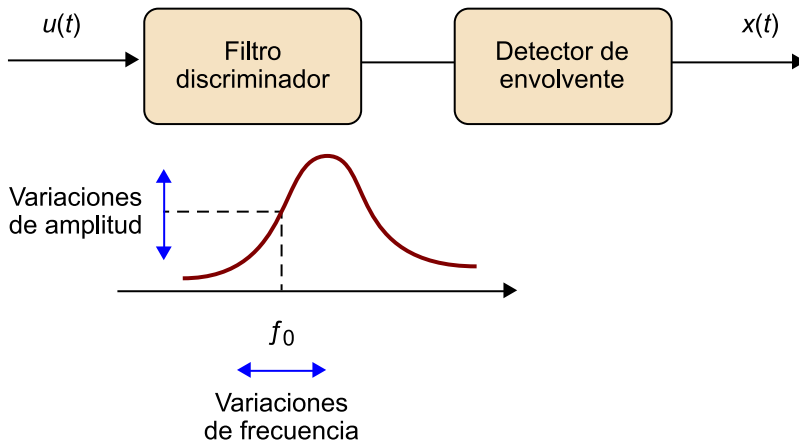 u(t)
Filtro
discriminador
Detector de
envolvente
x(t)
Variaciones
de amplitud
f0
Variaciones
de frecuencia